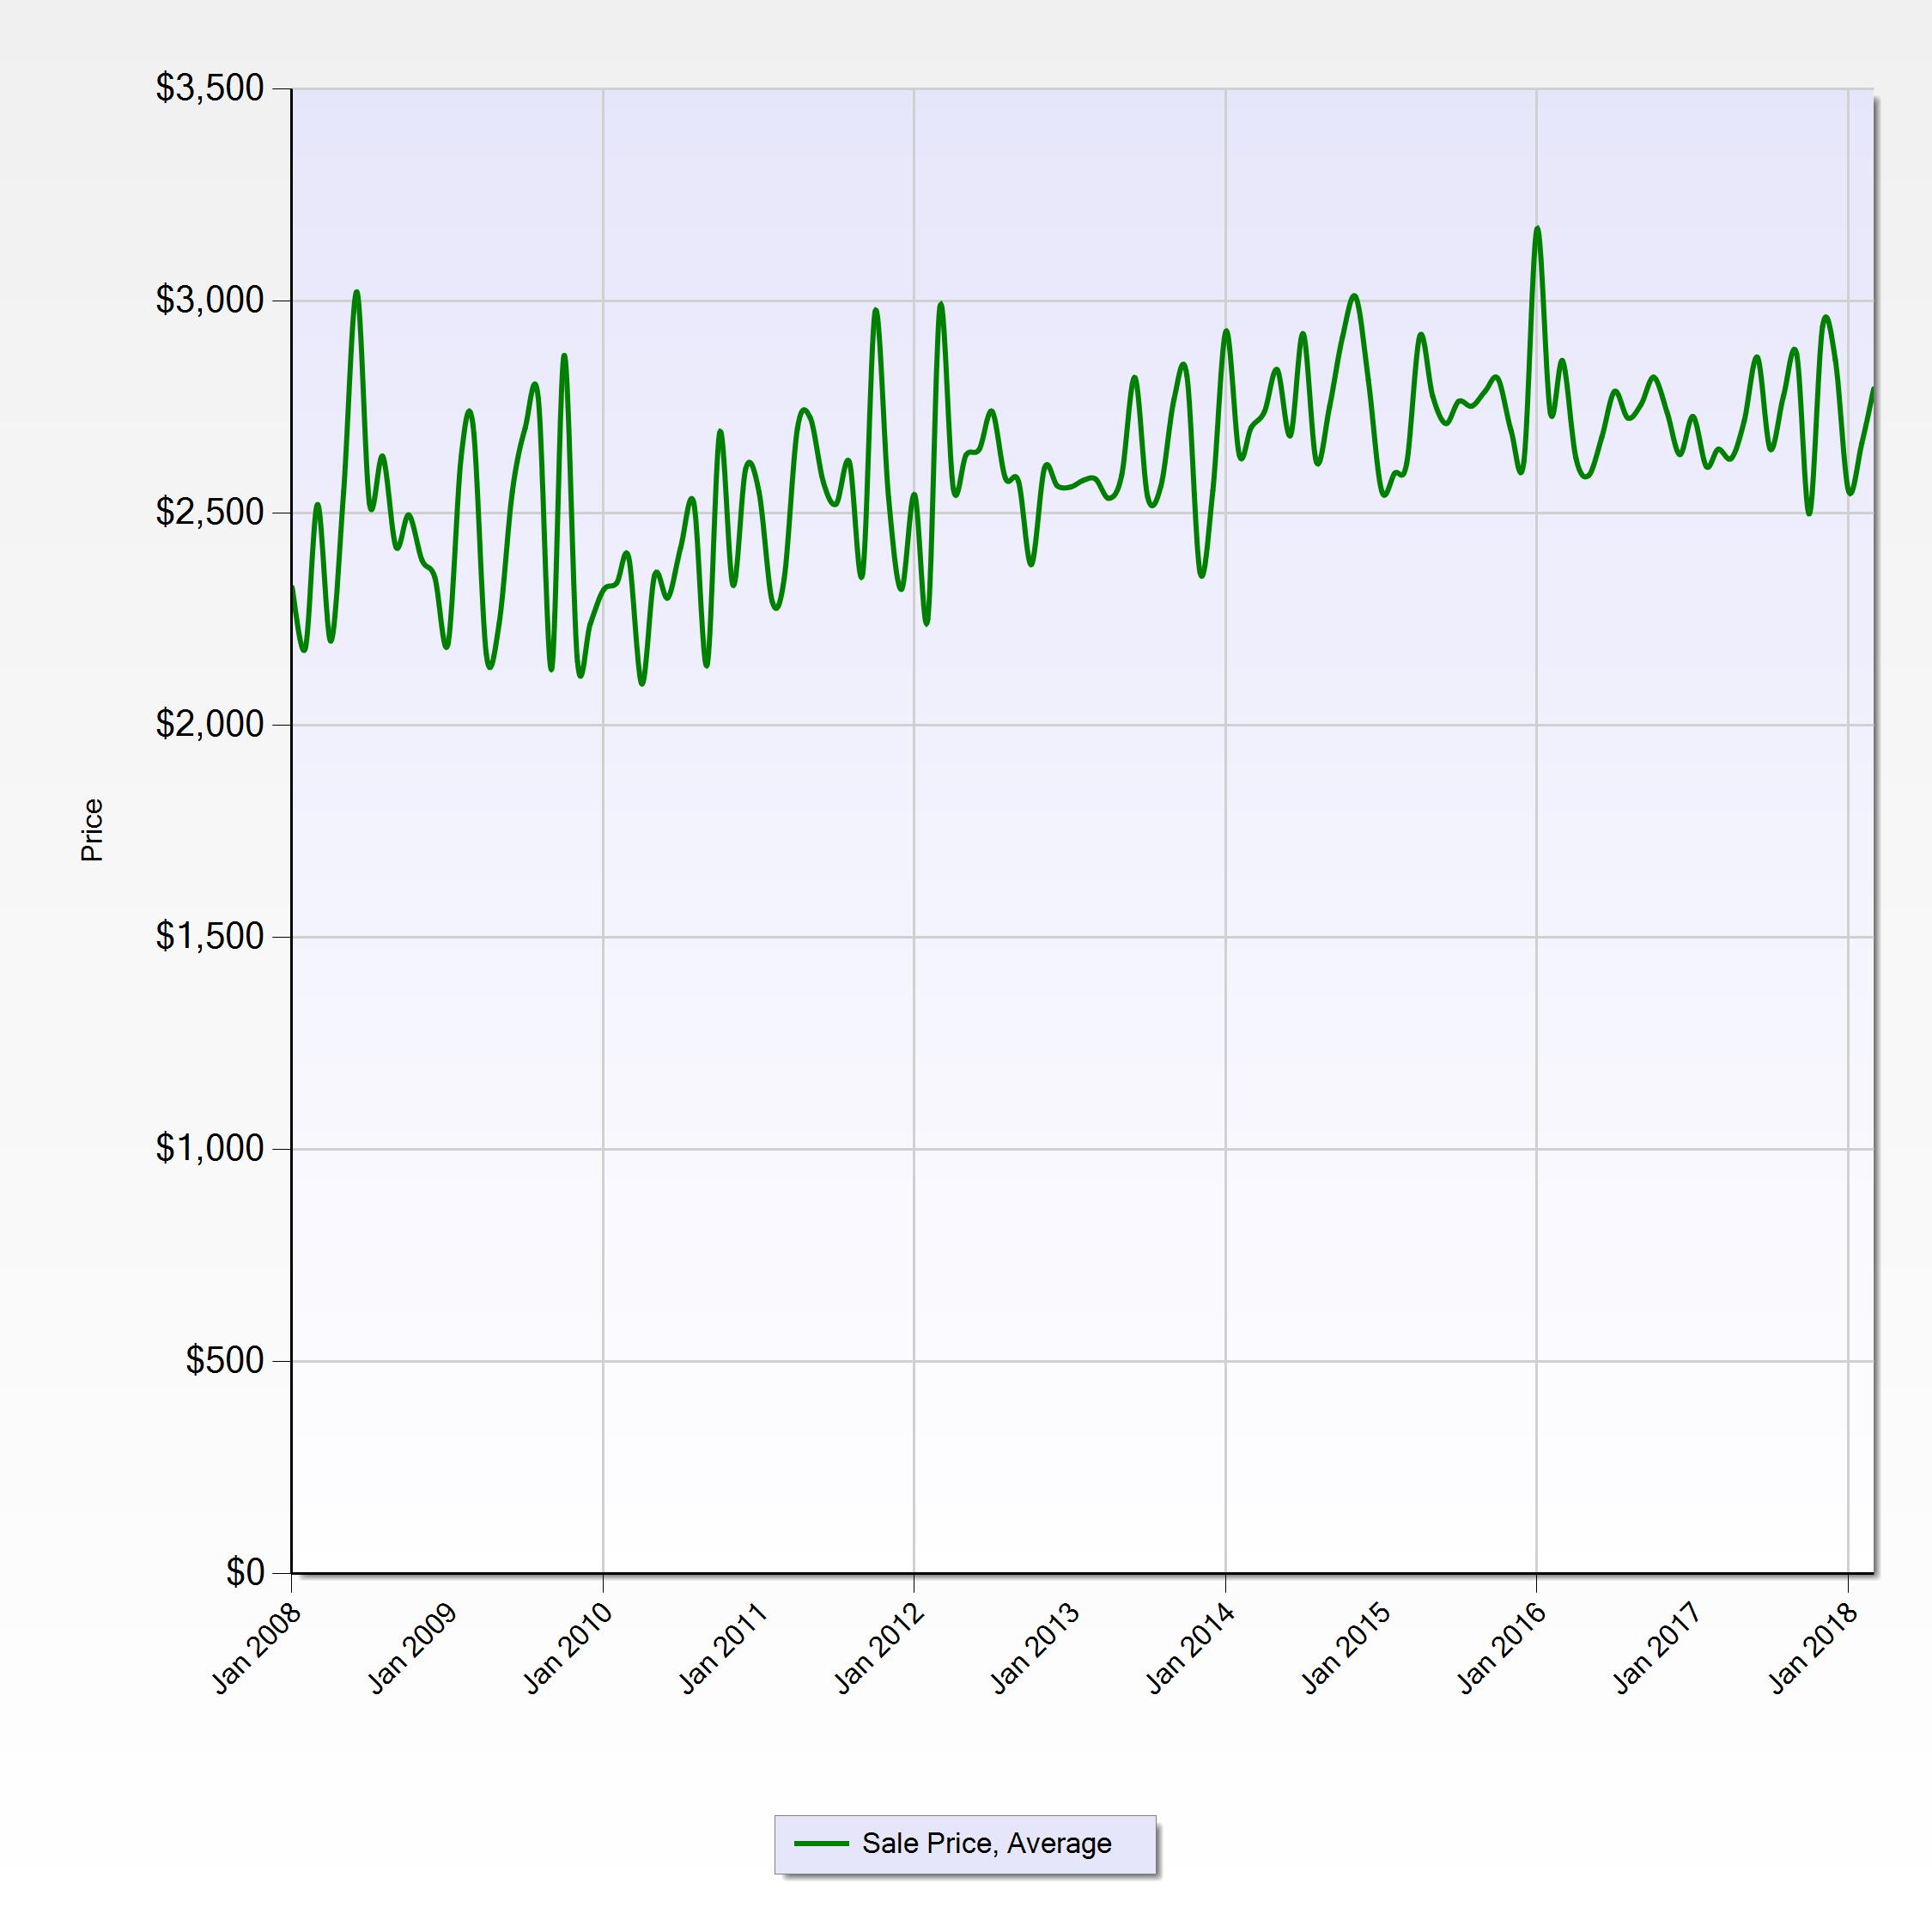 $3,500
$3,000
$2,500
$2,000
$1,500
$1,000
$500
$0
Price
Jan 2008
Jan 2009
Jan 2010
Jan 2011
Jan 2012
Jan 2013
Jan 2014
Jan 2015
Jan 2016
Jan 2017
Jan 2018
Sale Price, Average